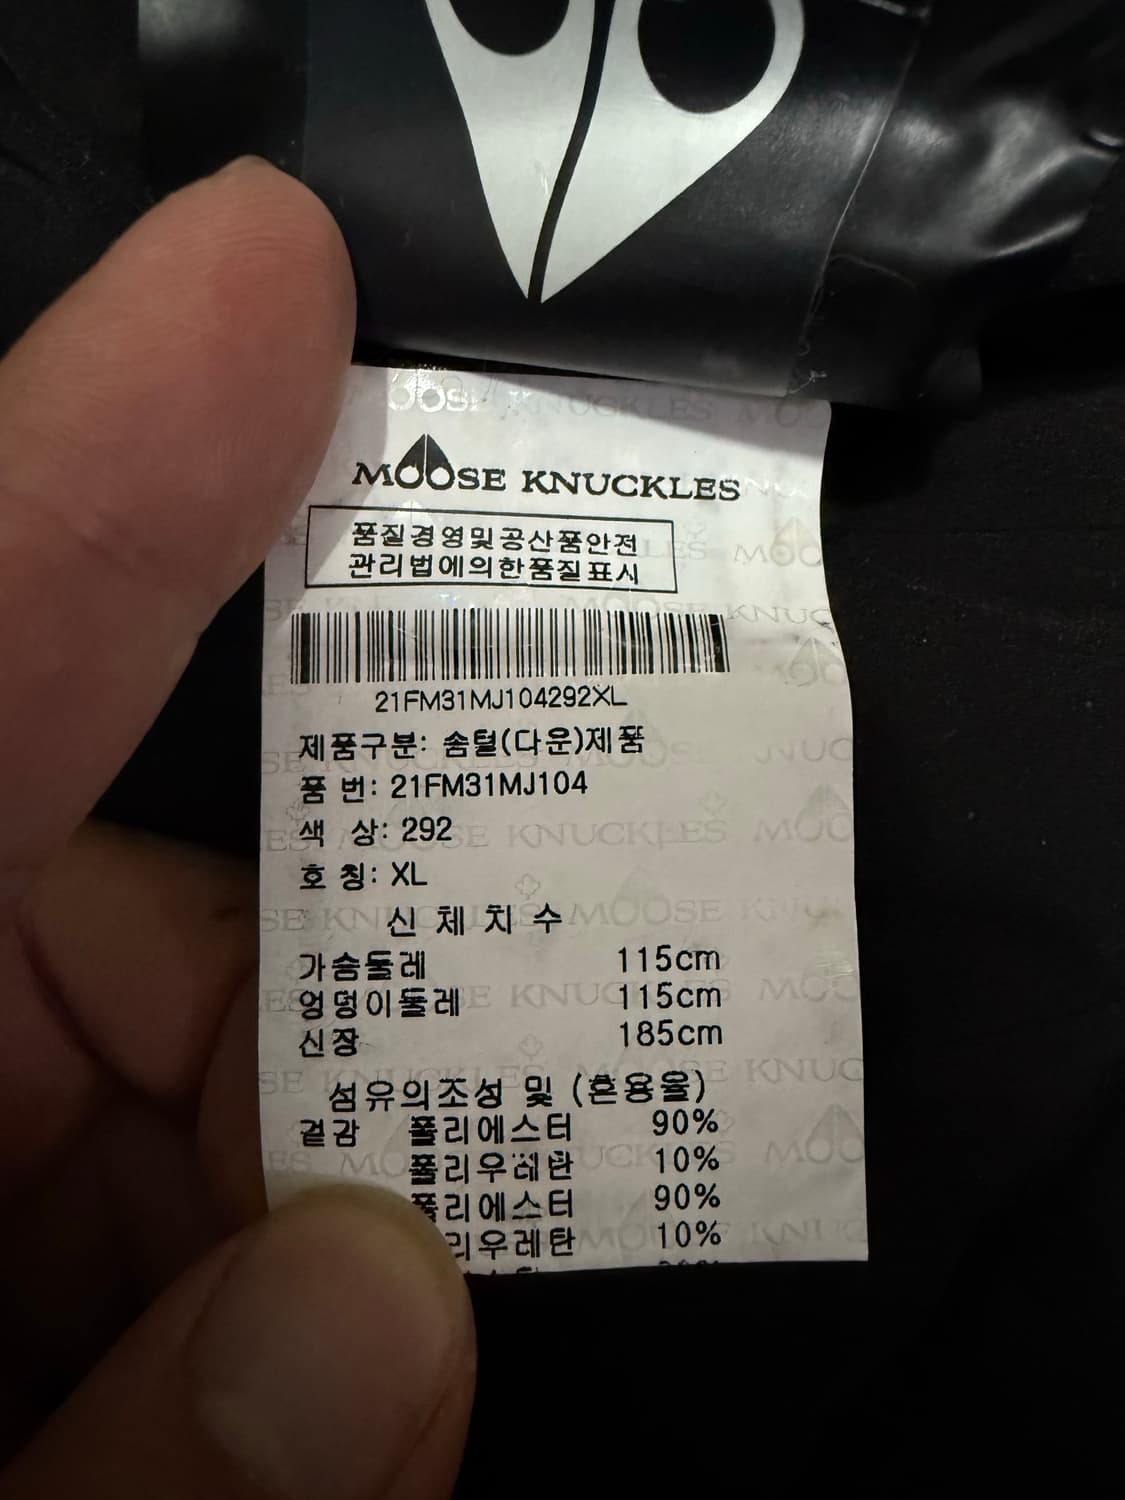 MOOSE KNUCKLES
품질경영및공산품안전
관리법에의한품질표시
21FM31MJ104292XL
제품구분: 솜털(다운)제품
품 번: 21FM31MJ104
색 상: 292
호 칭: XL
신체치수
가슴둘레 115cm
엉덩이둘레 115cm
신장 185cm
섬유의조성 및 (혼용율)
겉감 폴리에스터 90%
폴리우레탄 10%
폴리에스터 90%
리우레탄 10%